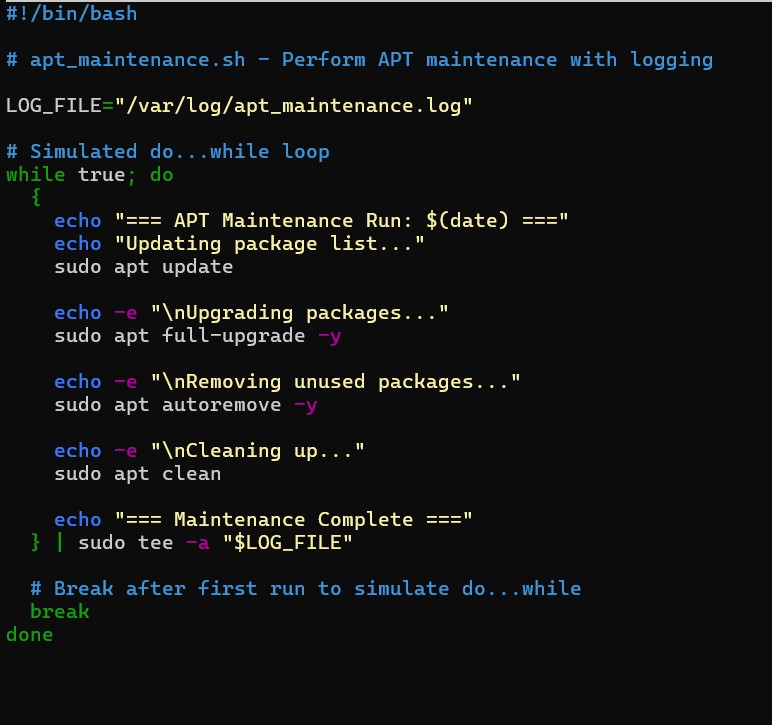 #!/bin/bash
# apt_maintenance.sh - Perform APT maintenance with logging
LOG_FILE="/var/log/apt_maintenance.log"
# Simulated do...while loop
while true; do
  {
    echo "=== APT Maintenance Run: $(date) ==="
    echo "Updating package list..."
    sudo apt update
    echo -e "\nUpgrading packages..."
    sudo apt full-upgrade -y
    echo -e "\nRemoving unused packages..."
    sudo apt autoremove -y
    echo -e "\nCleaning up..."
    sudo apt clean
    echo "=== Maintenance Complete ==="
  } | sudo tee -a "$LOG_FILE"
  # Break after first run to simulate do...while
  break
done